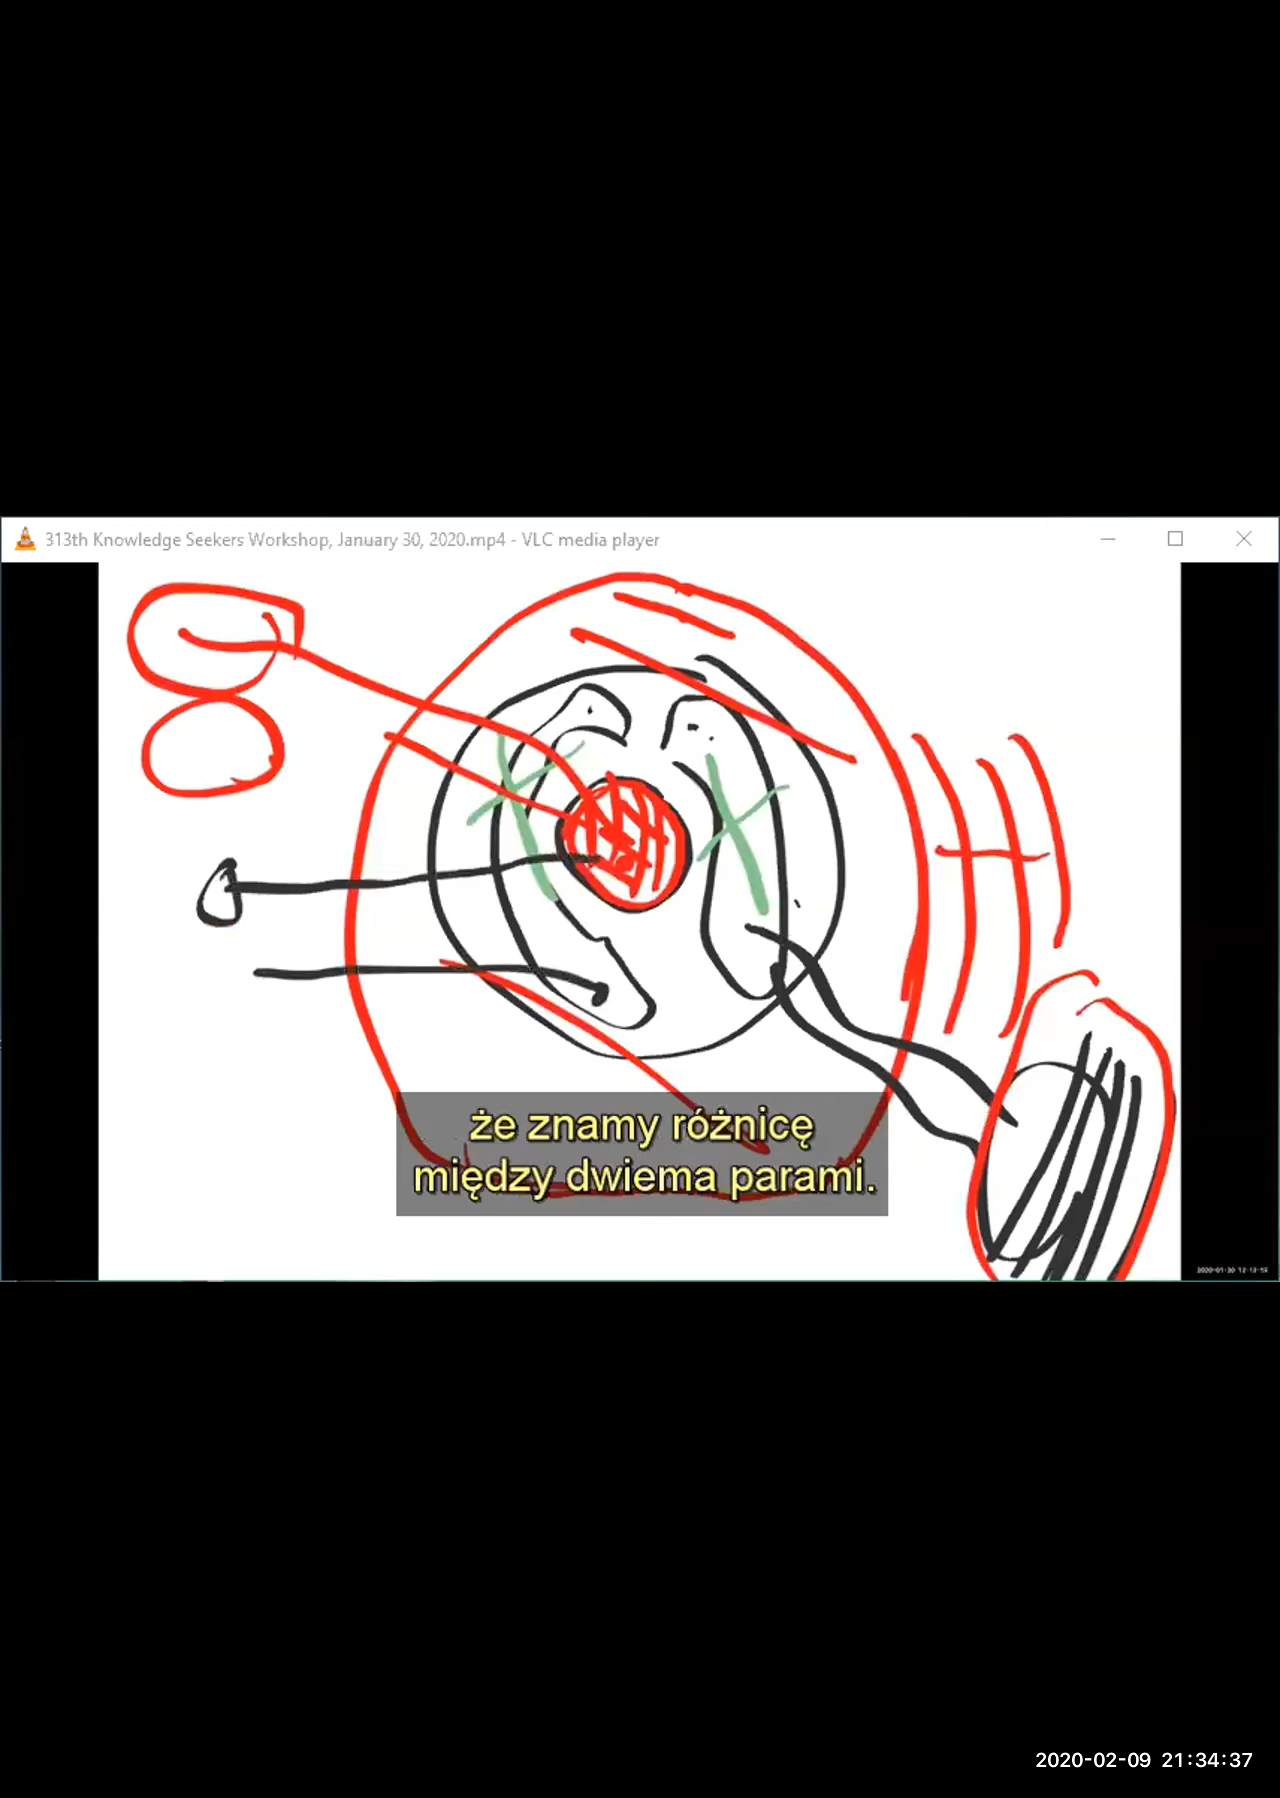 313th Knowledge Seekers Workshop, January 30, 2020.mp4 - VLC media player
że znamy różnicę
między dwiema parami.
2020-02-09 21:34:37